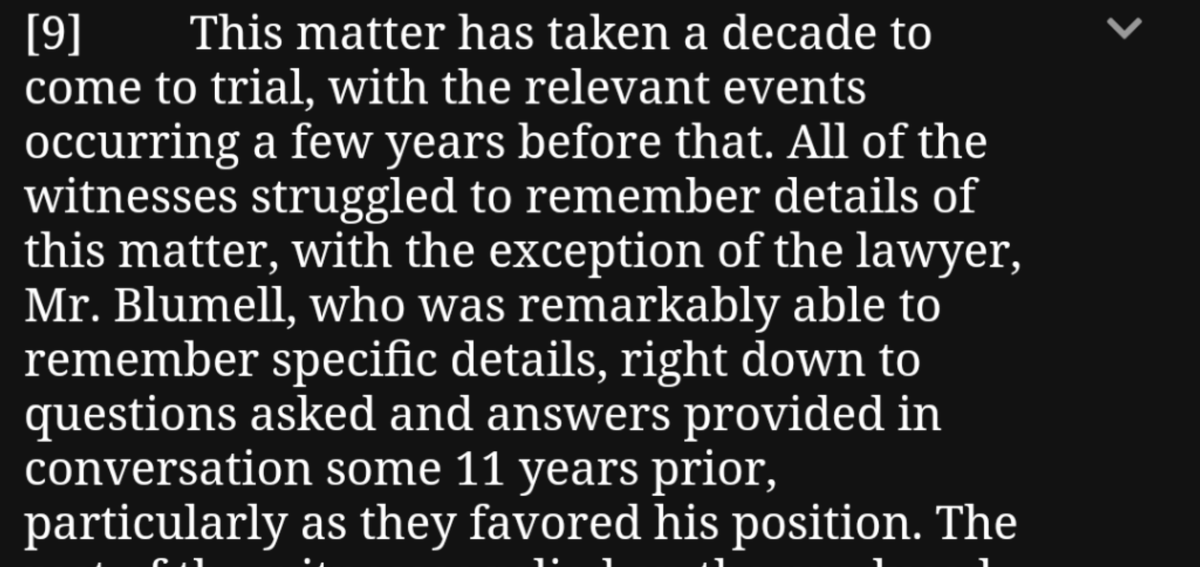 [9] This matter has taken a decade to
come to trial, with the relevant events
occurring a few years before that. All of the
witnesses struggled to remember details of
this matter, with the exception of the lawyer,
Mr. Blumell, who was remarkably able to
remember specific details, right down to
questions asked and answers provided in
conversation some 11 years prior,
particularly as they favored his position. The